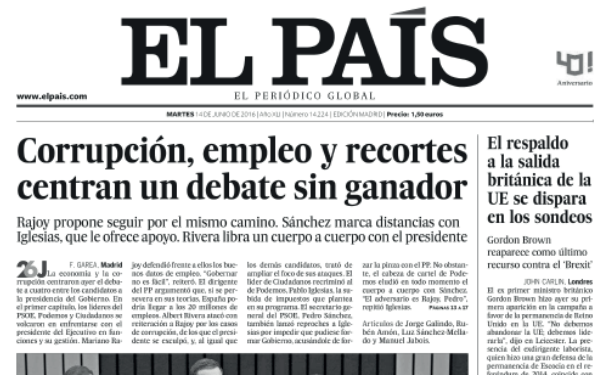 EL PAÍS
EL PERIÓDICO GLOBAL
www.elpais.com
40!
Aniversario
MARTES 14 DE JUNIO DE 2016 | Año XLI | Número 14.224 | EDICIÓN MADRID | Precio: 1,50 euros
Corrupción, empleo y recortes
centran un debate sin ganador
Rajoy propone seguir por el mismo camino. Sánchez marca distancias con
Iglesias, que le ofrece apoyo. Rivera libra un cuerpo a cuerpo con el presidente
26J
F. GAREA, Madrid
La economía y la co-
rrupción centraron ayer el deba-
te a cuatro entre los candidatos a
la presidencia del Gobierno. En
el primer capítulo, los líderes del
PSOE, Podemos y Ciudadanos se
volcaron en enfrentarse con el
presidente del Ejecutivo en fun-
ciones y su gestión. Mariano Ra-
joy defendió frente a ellos los bue-
nos datos de empleo. "Gobernar
no es fácil", reiteró. El dirigente
del PP argumentó que, si se per-
severa en sus teorías, España po-
dría llegar a los 20 millones de
empleos. Albert Rivera atacó con
reiteración a Rajoy por los casos
de corrupción, de los que el presi-
dente se exculpó, y, al igual que
los demás candidatos, trató de
ampliar el foco de sus ataques. El
líder de Ciudadanos recriminó al
de Podemos, Pablo Iglesias, la su-
bida de impuestos que plantea
en su programa. El secretario ge-
neral del PSOE, Pedro Sánchez,
también lanzó reproches a Igle-
sias por impedir que pudiese for-
mar Gobierno, acusándole de for-
zar la pinza con el PP. No obstan-
te, el cabeza de cartel de Pode-
mos eludió en todo momento el
cuerpo a cuerpo con Sánchez.
"El adversario es Rajoy, Pedro",
repitió Iglesias.
PÁGINAS 13 A 17
Artículos de Jorge Galindo, Ru-
bén Amón, Luz Sánchez-Mella-
do y Manuel Jabois.
El respaldo
a la salida
británica de la
UE se dispara
en los sondeos
Gordon Brown
reaparece como último
recurso contra el 'Brexit'
JOHN CARLIN, Londres
El ex primer ministro británico
Gordon Brown hizo ayer su pri-
mera aparición en la campaña a
favor de la permanencia de Reino
Unido en la UE. "No debemos
abandonar la UE; debemos lide-
rarla", dijo en Leicester. La pre-
sencia del exdirigente laborista,
quien hizo una gran defensa de la
permanencia de Escocia en el re-